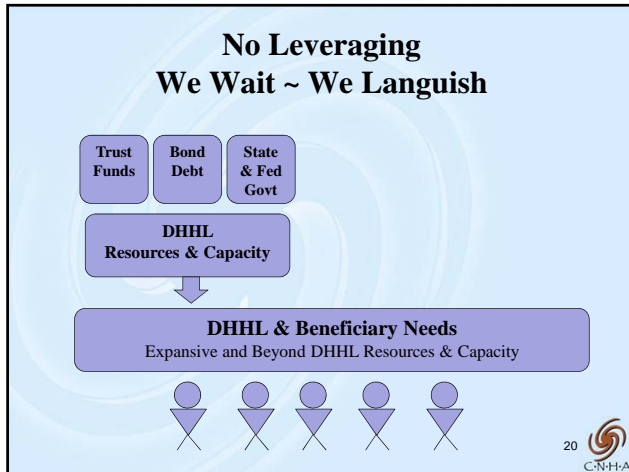 No Leveraging
We Wait ~ We Languish
Trust
Funds
Bond
Debt
State
& Fed
Govt
DHHL
Resources & Capacity
DHHL & Beneficiary Needs
Expansive and Beyond DHHL Resources & Capacity
20
C·N·H·A